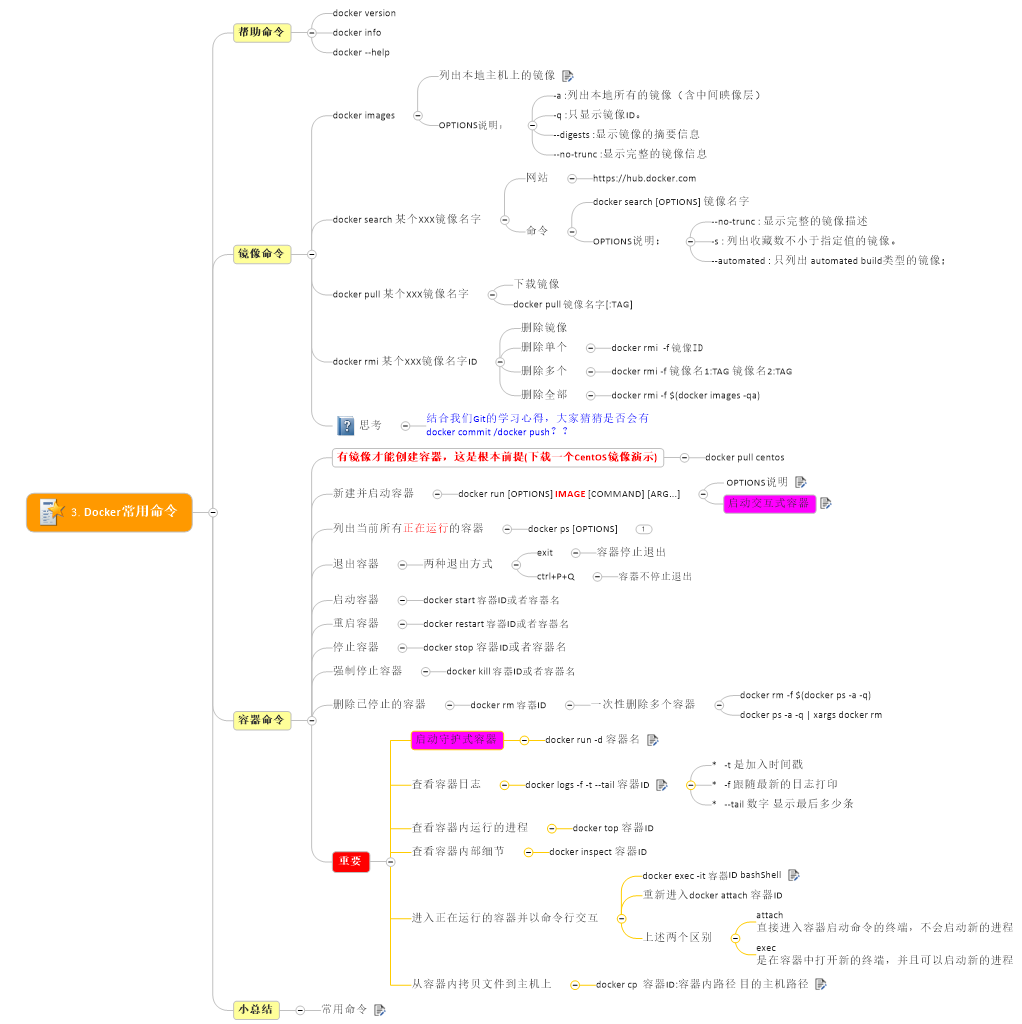 3. Docker常用命令
帮助命令
docker version
docker info
docker --help
镜像命令
docker images
列出本地主机上的镜像
OPTIONS说明：
-a :列出本地所有的镜像（含中间映像层）
-q :只显示镜像ID。
--digests :显示镜像的摘要信息
--no-trunc :显示完整的镜像信息
docker search 某个XXX镜像名字
网站
https://hub.docker.com
命令
docker search [OPTIONS] 镜像名字
OPTIONS说明：
--no-trunc : 显示完整的镜像描述
-s : 列出收藏数不小于指定值的镜像。
--automated : 只列出 automated build类型的镜像；
docker pull 某个XXX镜像名字
下载镜像
docker pull 镜像名字[:TAG]
docker rmi 某个XXX镜像名字ID
删除镜像
删除单个
docker rmi -f 镜像ID
删除多个
docker rmi -f 镜像名1:TAG 镜像名2:TAG
删除全部
docker rmi -f $(docker images -qa)
思考
结合我们Git的学习心得，大家猜猜是否会有
docker commit /docker push？？
容器命令
有镜像才能创建容器，这是根本前提(下载一个CentOS镜像演示)
docker pull centos
新建并启动容器
docker run [OPTIONS] IMAGE [COMMAND] [ARG...]
OPTIONS说明
启动交互式容器
列出当前所有正在运行的容器
docker ps [OPTIONS]
1
退出容器
两种退出方式
exit
容器停止退出
ctrl+P+Q
容器不停止退出
启动容器
docker start 容器ID或者容器名
重启容器
docker restart 容器ID或者容器名
停止容器
docker stop 容器ID或者容器名
强制停止容器
docker kill 容器ID或者容器名
删除已停止的容器
docker rm 容器ID
一次性删除多个容器
docker rm -f $(docker ps -a -q)
docker ps -a -q | xargs docker rm
重要
启动守护式容器
docker run -d 容器名
查看容器日志
docker logs -f -t --tail 容器ID
* -t 是加入时间戳
* -f 跟随最新的日志打印
* --tail 数字 显示最后多少条
查看容器内运行的进程
docker top 容器ID
查看容器内部细节
docker inspect 容器ID
进入正在运行的容器并以命令行交互
docker exec -it 容器ID bashShell
重新进入docker attach 容器ID
上述两个区别
attach
直接进入容器启动命令的终端，不会启动新的进程
exec
是在容器中打开新的终端，并且可以启动新的进程
从容器内拷贝文件到主机上
docker cp 容器ID:容器内路径 目的主机路径
小总结
常用命令